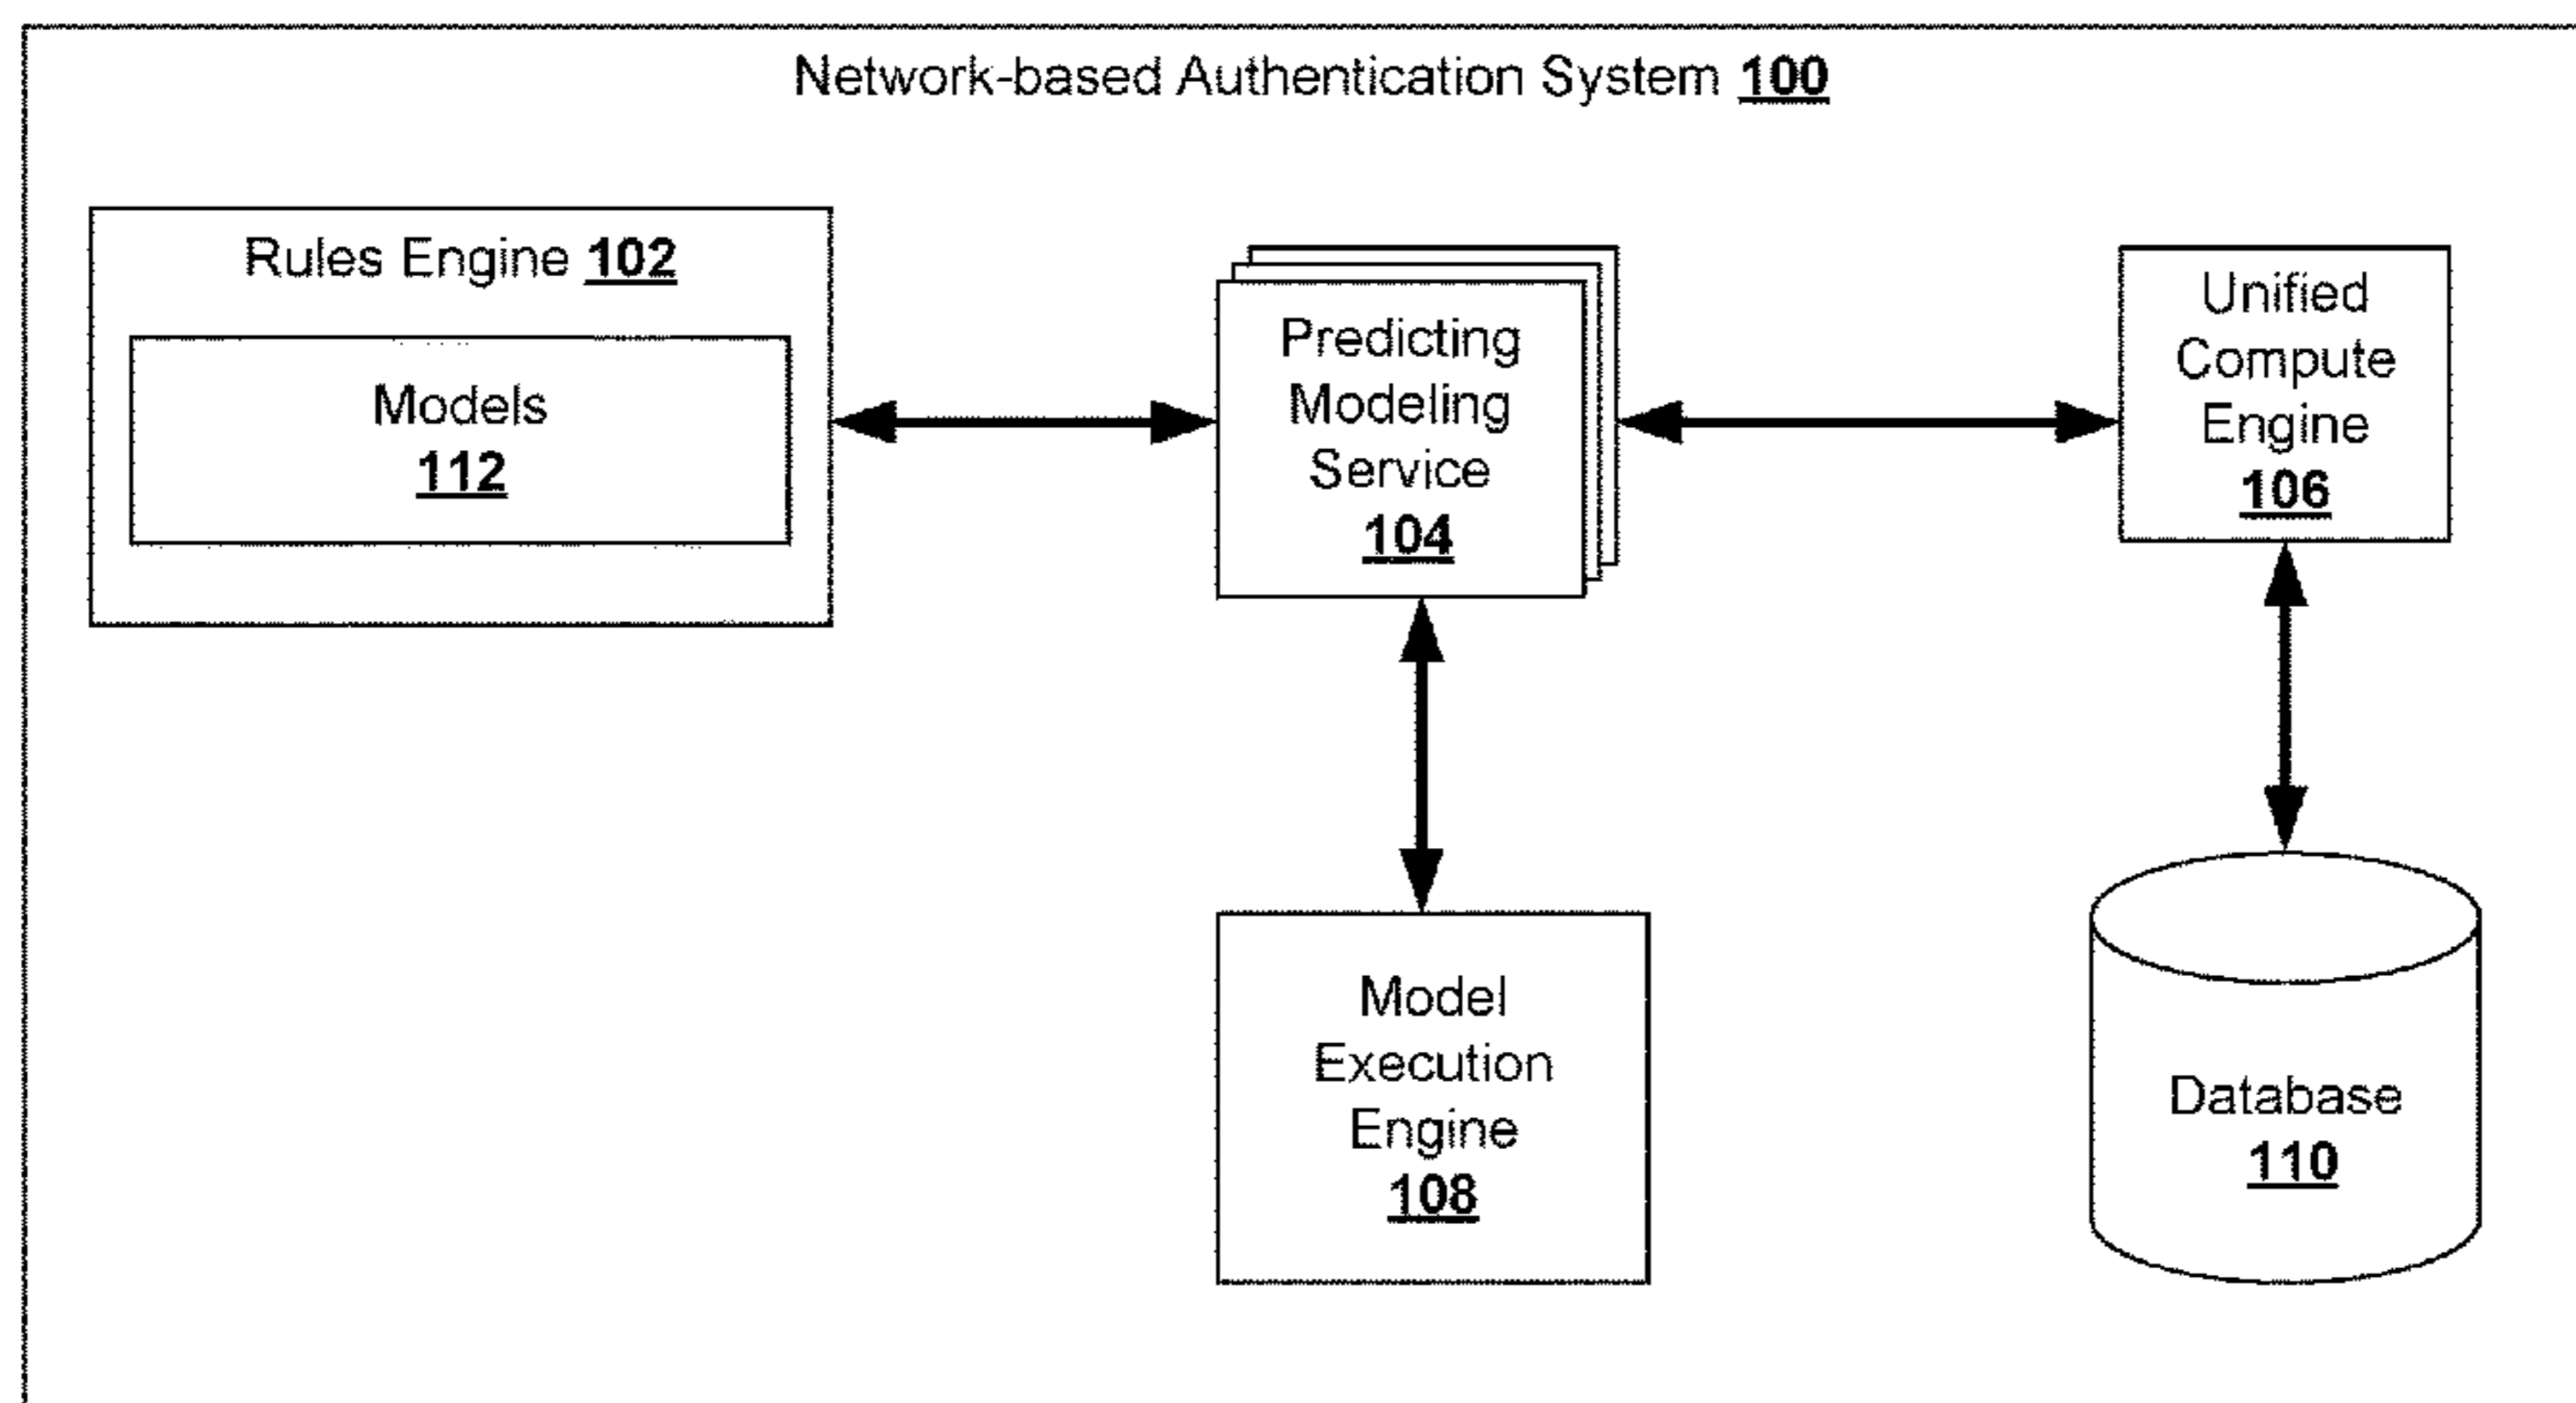 Network-based Authentication System 100
Rules Engine 102
Models
112
Predicting
Modeling
Service
104
Unified
Compute
Engine
106
Model
Execution
Engine
108
Database
110